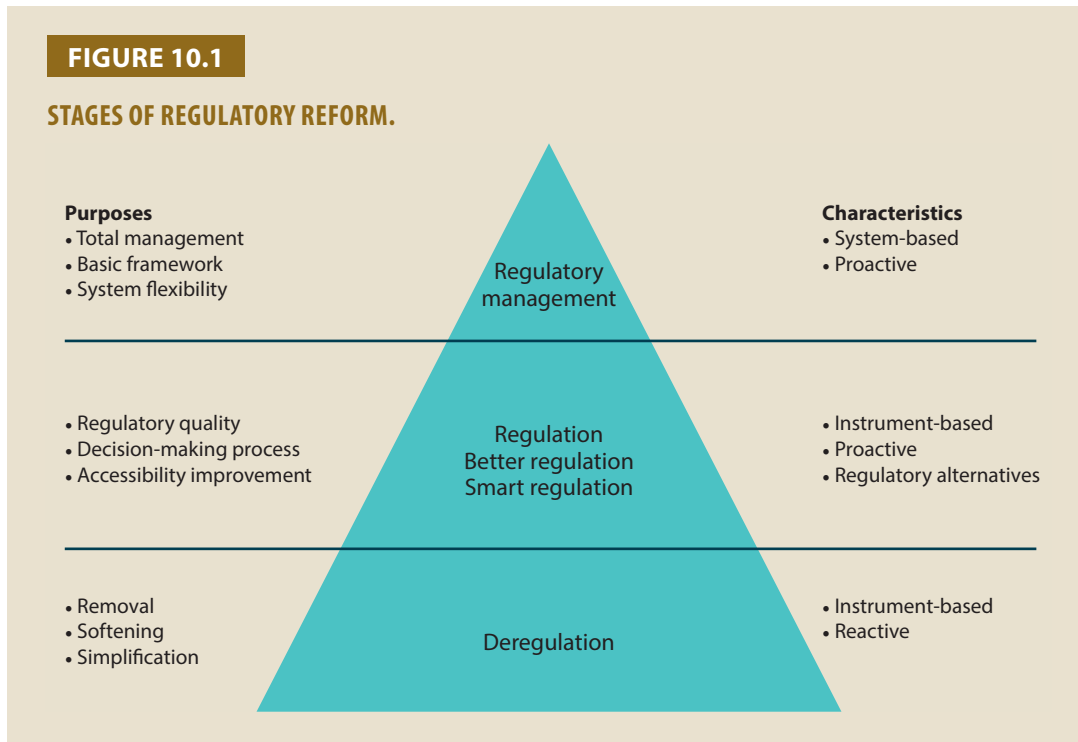 FIGURE 10.1
STAGES OF REGULATORY REFORM.
Purposes
• Total management
• Basic framework
• System flexibility
Regulatory
management
Characteristics
• System-based
• Proactive
• Regulatory quality
• Decision-making process
• Accessibility improvement
Regulation
Better regulation
Smart regulation
• Instrument-based
• Proactive
• Regulatory alternatives
• Removal
• Softening
• Simplification
Deregulation
• Instrument-based
• Reactive